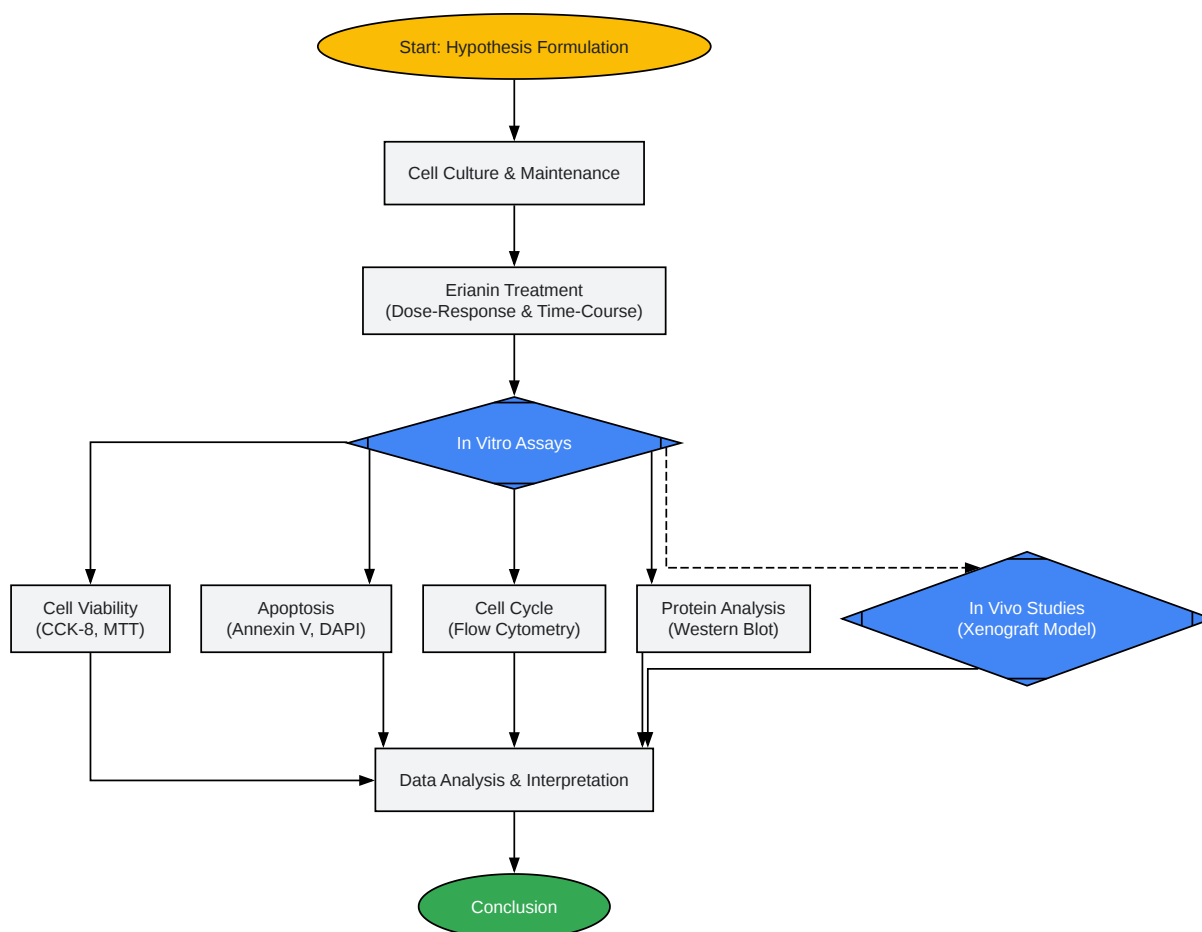 Start: Hypothesis Formulation
Cell Culture & Maintenance
Erianin Treatment
(Dose-Response & Time-Course)
In Vitro Assays
Cell Viability
(CCK-8, MTT)
Apoptosis
(Annexin V, DAPI)
Cell Cycle
(Flow Cytometry)
Protein Analysis
(Western Blot)
In Vivo Studies
(Xenograft Model)
Data Analysis & Interpretation
Conclusion